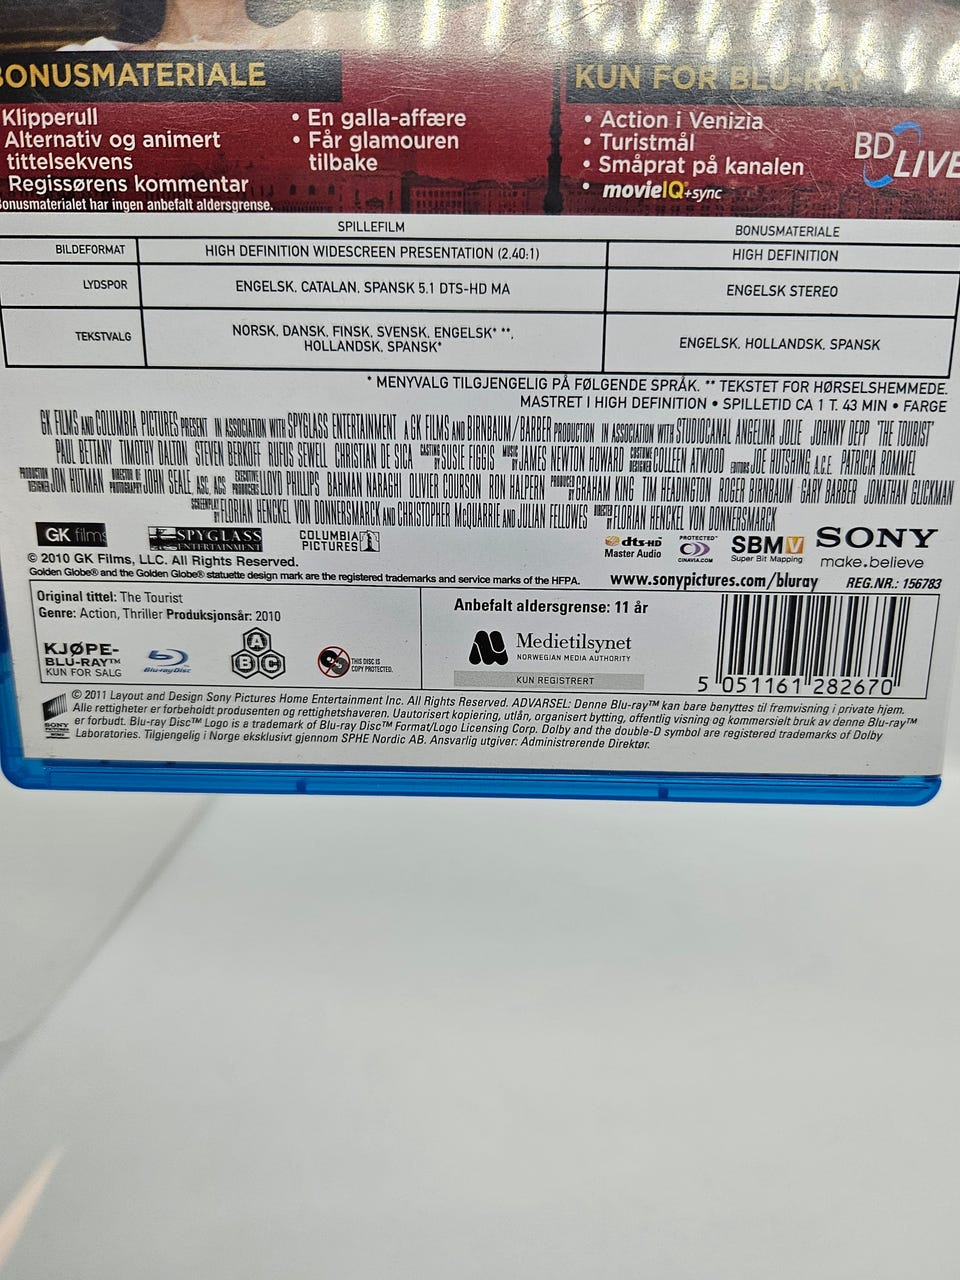 BONUSMATERIALE
Klipperull
Alternativ og animert
tittelsekvens
Regissørens kommentar
Bonusmaterialet har ingen anbefalt aldersgrense.
• En galla-affære
• Får glamouren
tilbake
KUN FOR BLU-RAY
• Action i Venizia
• Turistmål
• Småprat på kanalen
• movieIQ+sync
BD LIVE
SPILLEFILM
BONUSMATERIALE
BILDEFORMAT
HIGH DEFINITION WIDESCREEN PRESENTATION (2.40:1)
HIGH DEFINITION
LYDSPOR
ENGELSK, CATALAN, SPANSK 5.1 DTS-HD MA
ENGELSK STEREO
TEKSTVALG
NORSK, DANSK, FINSK, SVENSK, ENGELSK* **,
HOLLANDSK, SPANSK*
ENGELSK, HOLLANDSK, SPANSK
* MENYVALG TILGJENGELIG PÅ FØLGENDE SPRÅK. ** TEKSTET FOR HØRSELSHEMMEDE.
MASTRET I HIGH DEFINITION • SPILLETID CA 1 T. 43 MIN • FARGE
GK FILMS AND COLUMBIA PICTURES PRESENT IN ASSOCIATION WITH SPYGLASS ENTERTAINMENT A GK FILMS AND BIRNBAUM/BARBER PRODUCTION IN ASSOCIATION WITH STUDIOCANAL ANGELINA JOLIE JOHNNY DEPP 'THE TOURIST'
PAUL BETTANY TIMOTHY DALTON STEVEN BERKOFF RUFUS SEWELL CHRISTIAN DE SICA CASTING BY SUSIE FIGGIS MUSIC BY JAMES NEWTON HOWARD COSTUME DESIGNER COLLEEN ATWOOD EDITORS JOE HUTSHING, A.C.E. PATRICIA ROMMEL
PRODUCTION DESIGNER JON HUTMAN DIRECTOR OF PHOTOGRAPHY JOHN SEALE, ASC, ACS EXECUTIVE PRODUCERS LLOYD PHILLIPS BAHMAN NARAGHI OLIVIER COURSON RON HALPERN PRODUCED BY GRAHAM KING TIM HEADINGTON ROGER BIRNBAUM GARY BARBER JONATHAN GLICKMAN
SCREENPLAY BY FLORIAN HENCKEL VON DONNERSMARCK AND CHRISTOPHER McQUARRIE AND JULIAN FELLOWES DIRECTED BY FLORIAN HENCKEL VON DONNERSMARCK
GK films
SPYGLASS
ENTERTAINMENT
COLUMBIA
PICTURES
dts-HD
Master Audio
PROTECTED
CINAVIA.COM
SBMV
Super Bit Mapping
SONY
make.believe
© 2010 GK Films, LLC. All Rights Reserved.
Golden Globe® and the Golden Globe® statuette design mark are the registered trademarks and service marks of the HFPA.
www.sonypictures.com/bluray
REG.NR.: 156783
Original tittel: The Tourist
Genre: Action, Thriller Produksjonsår: 2010
KJØPE-
BLU-RAY™
KUN FOR SALG
Blu-ray Disc™
A
B C
THIS DISC IS
COPY PROTECTED.
Anbefalt aldersgrense: 11 år
Medietilsynet
NORWEGIAN MEDIA AUTHORITY
KUN REGISTRERT
5 051161 282670
SONY
PICTURES
© 2011 Layout and Design Sony Pictures Home Entertainment Inc. All Rights Reserved. ADVARSEL: Denne Blu-ray™ kan bare benyttes til fremvisning i private hjem.
Alle rettigheter er forbeholdt produsenten og rettighetshaveren. Uautorisert kopiering, utlån, organisert bytting, offentlig visning og kommersielt bruk av denne Blu-ray™
er forbudt. Blu-ray Disc™ Logo is a trademark of Blu-ray Disc™ Format/Logo Licensing Corp. Dolby and the double-D symbol are registered trademarks of Dolby
Laboratories. Tilgjengelig i Norge eksklusivt gjennom SPHE Nordic AB. Ansvarlig utgiver: Administrerende Direktør.